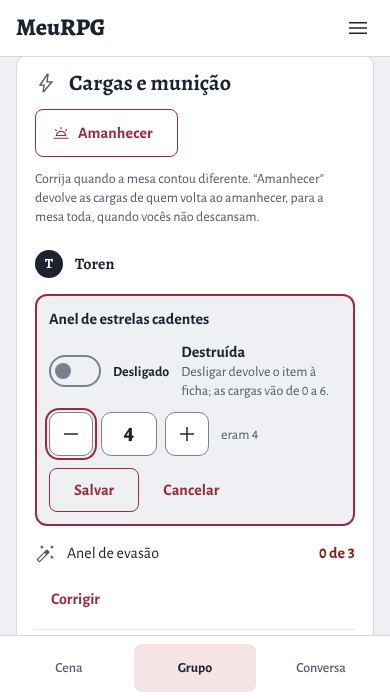 MeuRPG
Cargas e munição
Amanhecer
Corrija quando a mesa contou diferente. “Amanhecer”
devolve as cargas de quem volta ao amanhecer, para a
mesa toda, quando vocês não descansam.
T Toren
Anel de estrelas cadentes
Destruída
Desligado
Desligar devolve o item à
ficha; as cargas vão de 0 a 6.
4
eram 4
Salvar
Cancelar
Anel de evasão
0 de 3
Corrigir
Cena
Grupo
Conversa